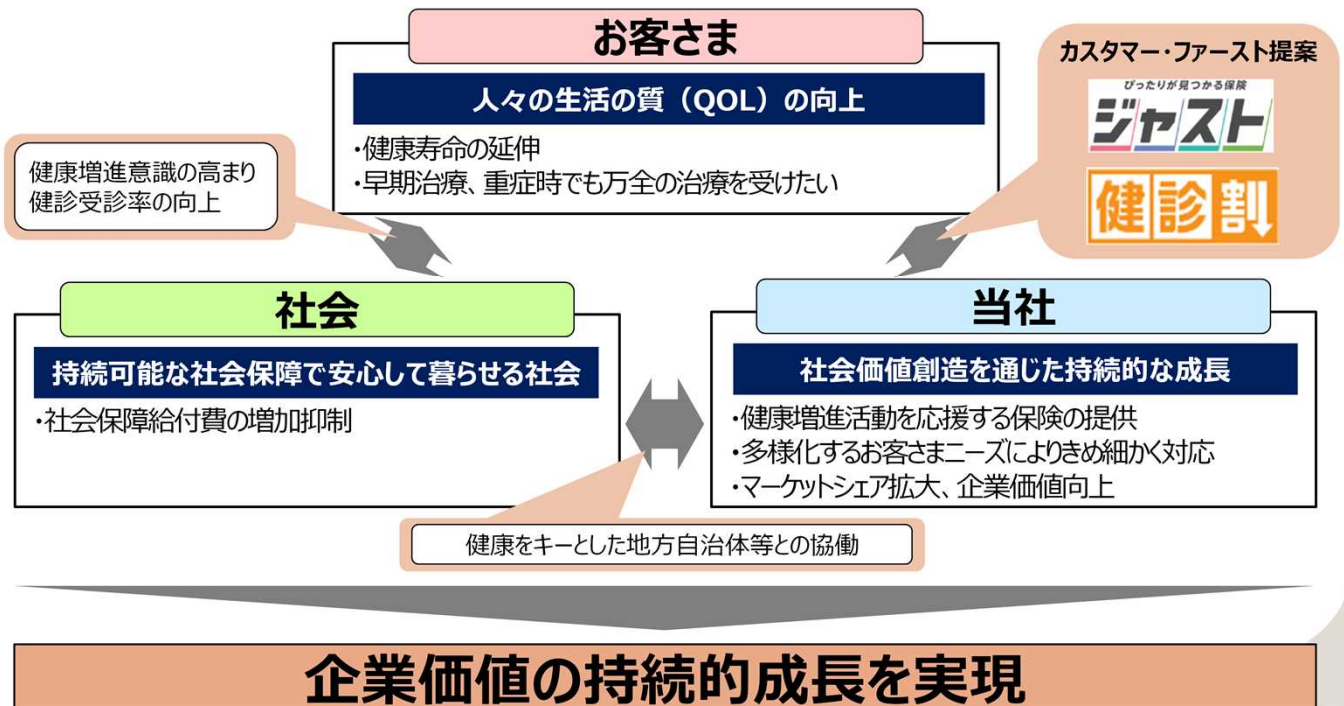 お客さま
人々の生活の質（QOL）の向上
・健康寿命の延伸
・早期治療、重症時でも万全の治療を受けたい
カスタマー・ファースト提案
ぴったりが見つかる保険
ジャスト
健診割
健康増進意識の高まり
健診受診率の向上
社会
持続可能な社会保障で安心して暮らせる社会
・社会保障給付費の増加抑制
当社
社会価値創造を通じた持続的な成長
・健康増進活動を応援する保険の提供
・多様化するお客さまニーズによりきめ細かく対応
・マーケットシェア拡大、企業価値向上
健康をキーとした地方自治体等との協働
企業価値の持続的成長を実現